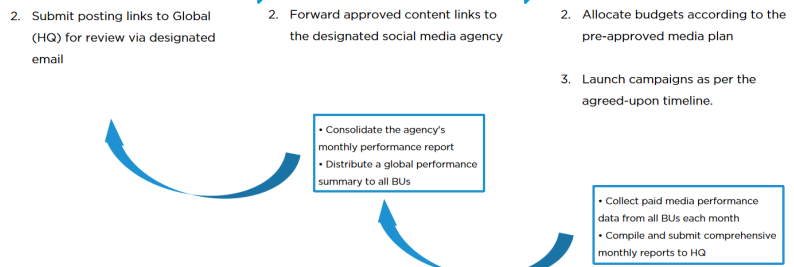 2. Submit posting links to Global
(HQ) for review via designated
email
2. Forward approved content links to
the designated social media agency
2. Allocate budgets according to the
pre-approved media plan
3. Launch campaigns as per the
agreed-upon timeline.
• Consolidate the agency's
monthly performance report
• Distribute a global performance
summary to all BUs
• Collect paid media performance
data from all BUs each month
• Compile and submit comprehensive
monthly reports to HQ